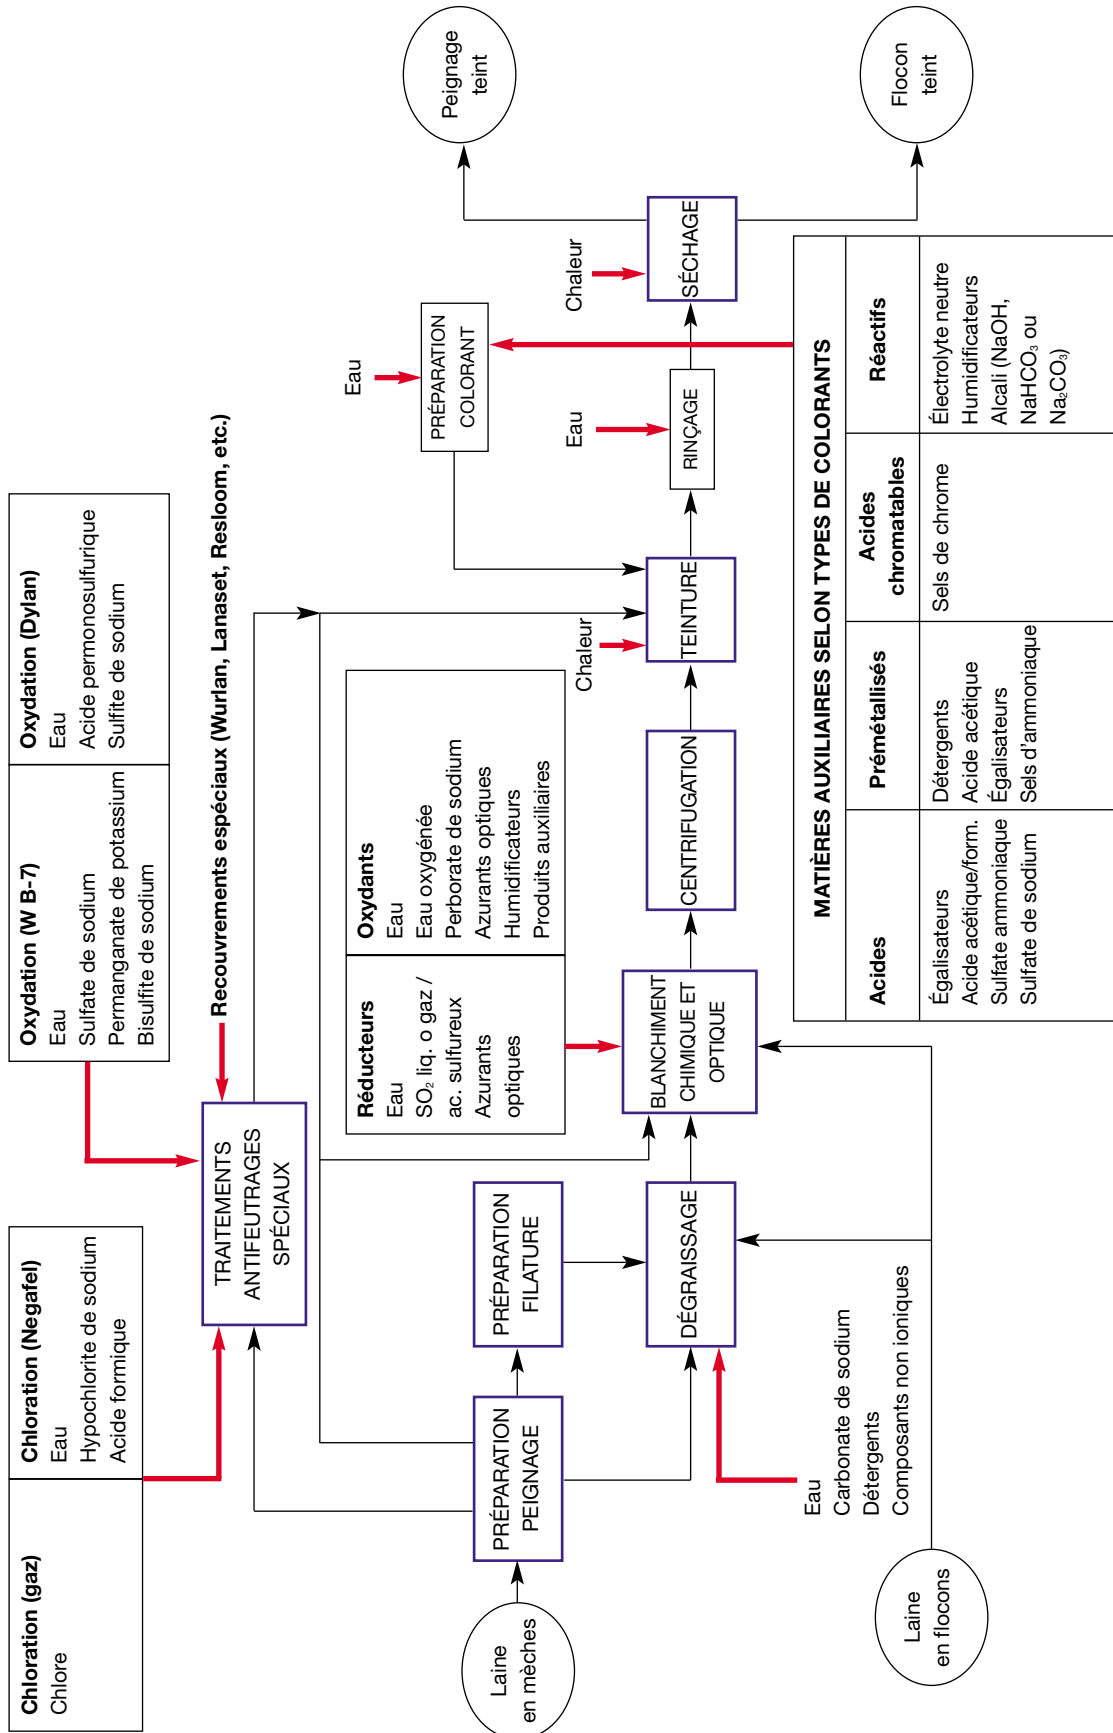 Chloration (gaz)
Chlore
Chloration (Negafel)
Eau
Hypochlorite de sodium
Acide formique
Oxydation (W B-7)
Eau
Sulfate de sodium
Permanganate de potassium
Bisulfite de sodium
Oxydation (Dylan)
Eau
Acide permonosulfurique
Sulfite de sodium
Recouvrements espéciaux (Wurlan, Lanaset, Resloom, etc.)
TRAITEMENTS
ANTIFEUTRAGES
SPÉCIAUX
Réducteurs
Eau
SO₂ liq. o gaz /
ac. sulfureux
Azurants
optiques
Oxydants
Eau
Eau oxygénée
Perborate de sodium
Azurants optiques
Humidificateurs
Produits auxiliaires
Eau
PRÉPARATION
COLORANT
Peignage
teint
Laine
en mèches
PRÉPARATION
PEIGNAGE
PRÉPARATION
FILATURE
DÉGRAISSAGE
BLANCHIMENT
CHIMIQUE ET
OPTIQUE
CENTRIFUGATION
Chaleur
TEINTURE
Eau
RINÇAGE
Chaleur
SÉCHAGE
Eau
Carbonate de sodium
Détergents
Composants non ioniques
Laine
en flocons
Flocon
teint
MATIÈRES AUXILIAIRES SELON TYPES DE COLORANTS
Acides
Égalisateurs
Acide acétique/form.
Sulfate ammoniaque
Sulfate de sodium
Prémétallisés
Détergents
Acide acétique
Égalisateurs
Sels d’ammoniaque
Acides
chromatables
Sels de chrome
Réactifs
Électrolyte neutre
Humidificateurs
Alcali (NaOH,
NaHCO₃ ou
Na₂CO₃)